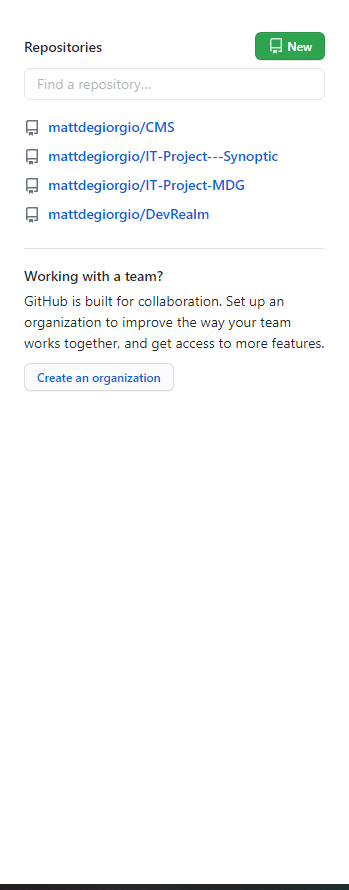 Repositories
New
Find a repository...
mattdegiorgio/CMS
mattdegiorgio/IT-Project---Synoptic
mattdegiorgio/IT-Project-MDG
mattdegiorgio/DevRealm
Working with a team?
GitHub is built for collaboration. Set up an
organization to improve the way your team
works together, and get access to more features.
Create an organization